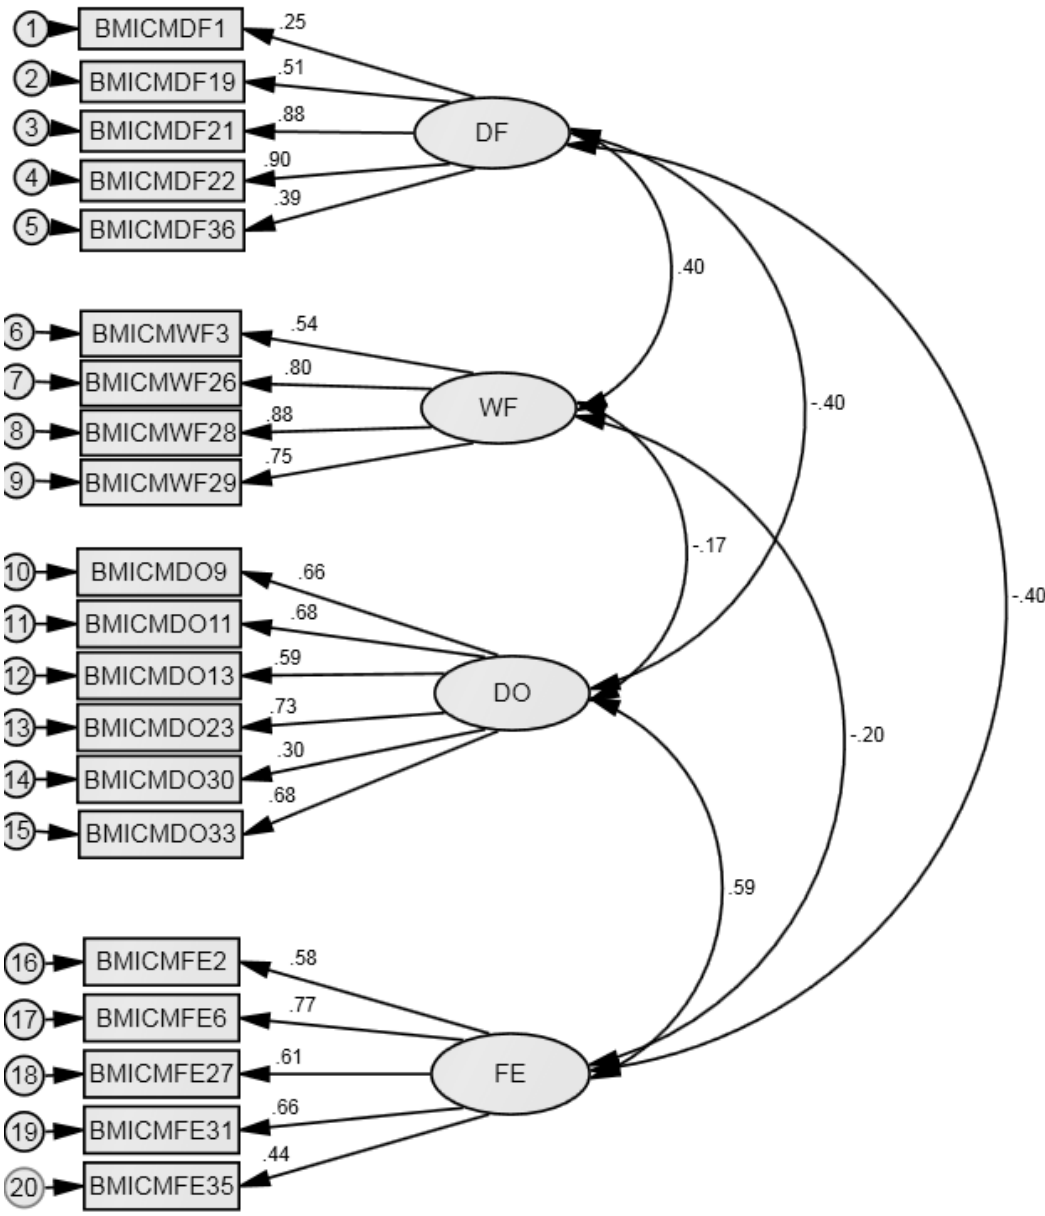 1 BMICMDF1 .25
2 BMICMDF19 .51
3 BMICMDF21 .88
DF
4 BMICMDF22 .90
5 BMICMDF36 .39
.40
6 BMICMWF3 .54
7 BMICMWF26 .80
WF
-.40
8 BMICMWF28 .88
9 BMICMWF29 .75
-.17
10 BMICMDO9 .66
-.40
11 BMICMDO11 .68
12 BMICMDO13 .59
DO
13 BMICMDO23 .73
-.20
14 BMICMDO30 .30
15 BMICMDO33 .68
.59
16 BMICMFE2 .58
17 BMICMFE6 .77
18 BMICMFE27 .61
FE
19 BMICMFE31 .66
20 BMICMFE35 .44